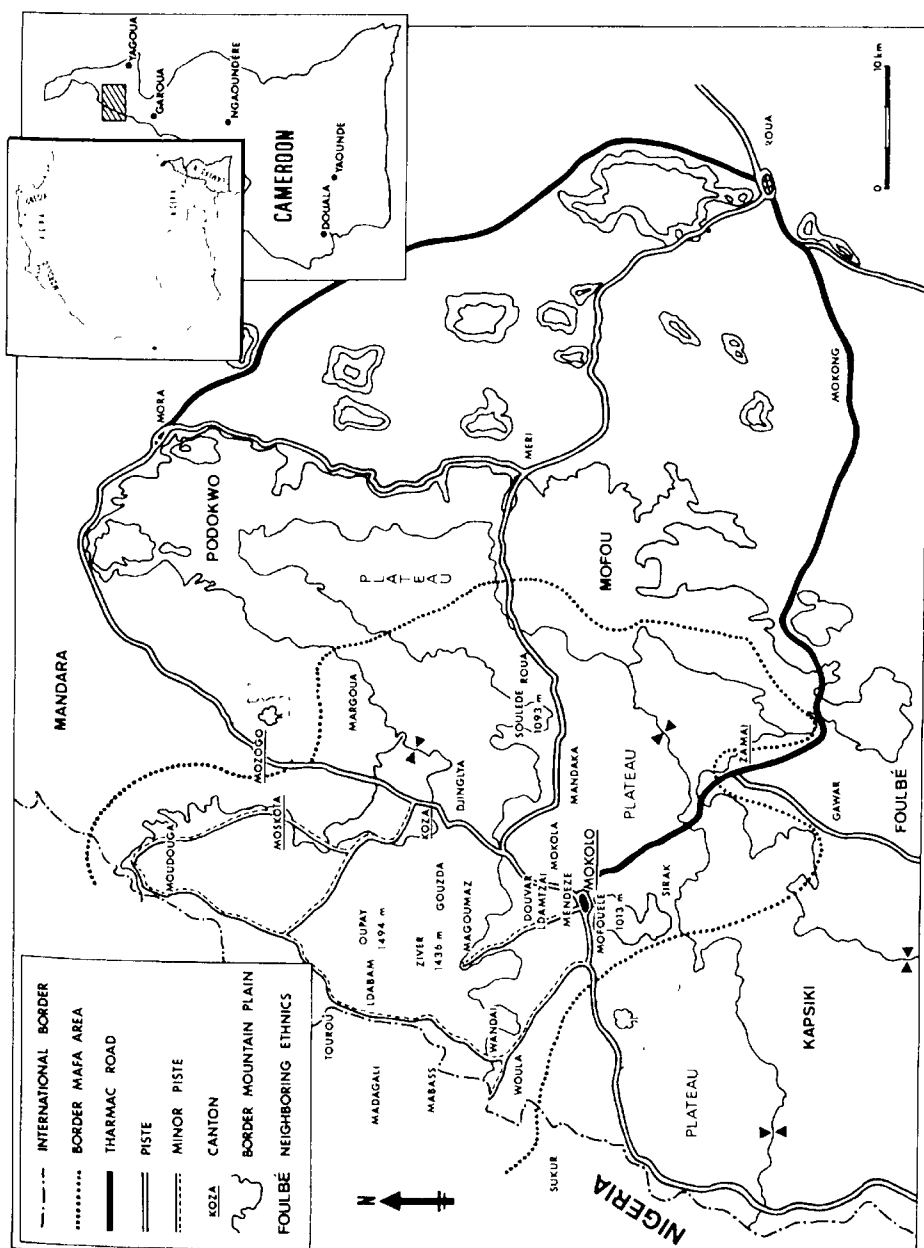 INTERNATIONAL BORDER
BORDER MAFA AREA
THARMAC ROAD
PISTE
MINOR PISTE
KOZA CANTON
BORDER MOUNTAIN PLAIN
FOULBÉ NEIGHBORING ETHNICS
YAGOUA
GAROUA
NGAOUNDERE
CAMEROON
DOUALA
YAOUNDE
N
NIGERIA
MANDARA
MORA
PODOKWO
PLATEAU
MOZOGO
MARGOUA
MOUDOUGA
MOSKOTA
KOZA
DJINGLYA
TOUROU
LDABAM
OUPAY
1494 m
ZIVER
1436 m
GOUZDA
MAGOUMAZ
MADAGALI
MABASS
WANDAI
WOULA
SUKUR
DOUVAR
LDAMTZAI
MENDEZE
MOKOLA
MOKOLO
MOFOUELE
1013 m
MANDAKA
SOULEDE
1093 m
ROUA
MERI
MOFOU
PLATEAU
SIRAK
ZAMAI
GAWAR
FOULBÉ
MOKONG
ROUA
PLATEAU
KAPSIKI
0 10 km